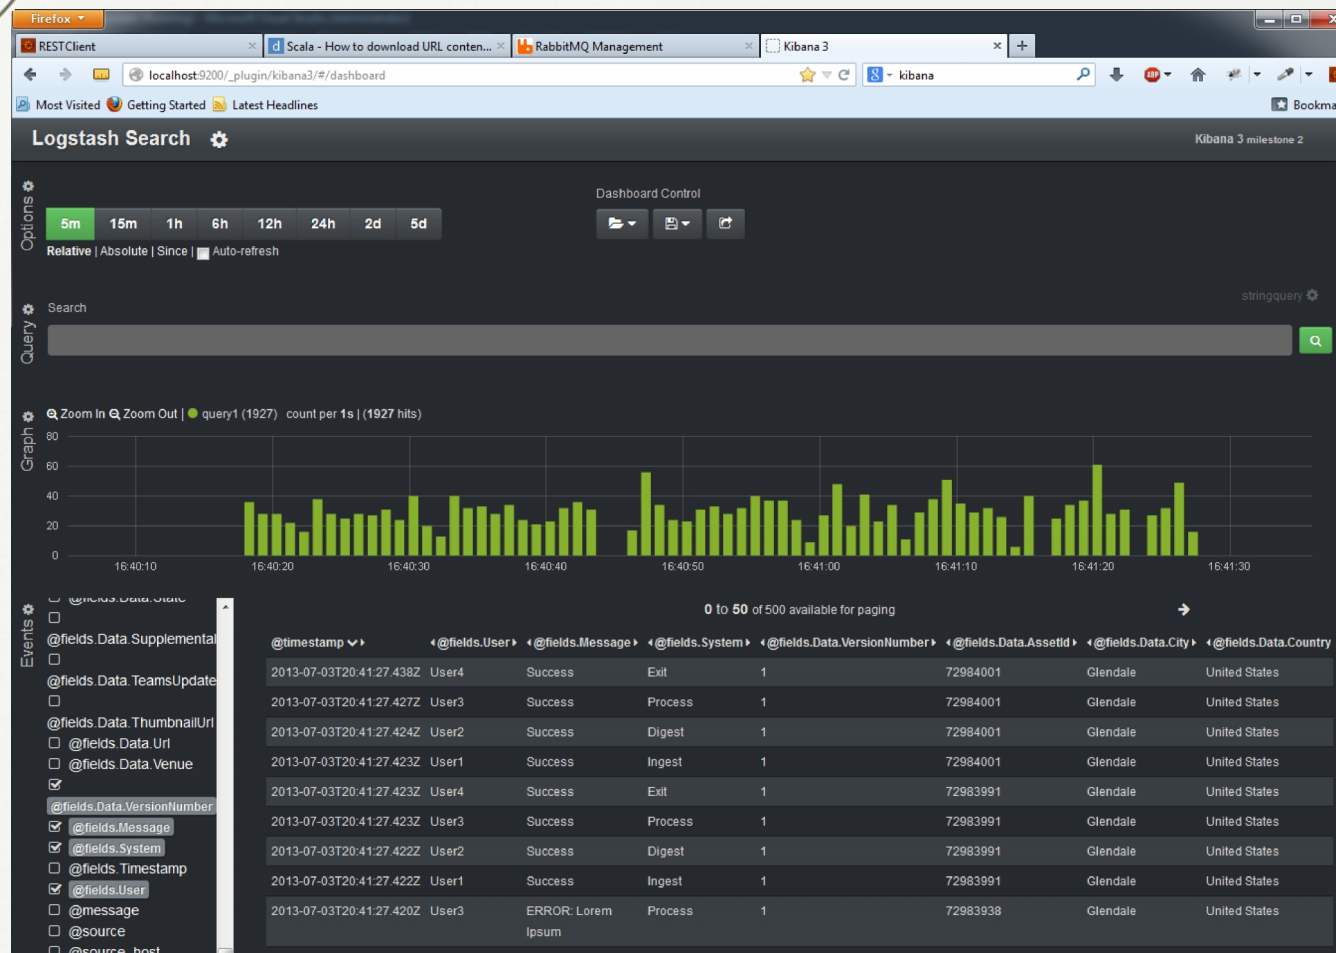 Firefox
RESTClient
Scala - How to download URL conten...
RabbitMQ Management
Kibana 3
localhost:9200/_plugin/kibana3/#/dashboard
kibana
ABP
Most Visited Getting Started Latest Headlines
Bookma
Logstash Search
Kibana 3 milestone 2
Options
Dashboard Control
5m 15m 1h 6h 12h 24h 2d 5d
Relative | Absolute | Since | Auto-refresh
stringquery
Query
Search
Graph
Zoom In Zoom Out | query1 (1927) count per 1s | (1927 hits)
80
60
40
20
0
16:40:10 16:40:20 16:40:30 16:40:40 16:40:50 16:41:00 16:41:10 16:41:20 16:41:30
Events
@fields.Data.State
@fields.Data.Supplemental
@fields.Data.TeamsUpdate
@fields.Data.ThumbnailUrl
@fields.Data.Url
@fields.Data.Venue
@fields.Data.VersionNumber
@fields.Message
@fields.System
@fields.Timestamp
@fields.User
@message
@source
@source_host
0 to 50 of 500 available for paging
@timestamp @fields.User @fields.Message @fields.System @fields.Data.VersionNumber @fields.Data.AssetId @fields.Data.City @fields.Data.Country
2013-07-03T20:41:27.438Z User4 Success Exit 1 72984001 Glendale United States
2013-07-03T20:41:27.427Z User3 Success Process 1 72984001 Glendale United States
2013-07-03T20:41:27.424Z User2 Success Digest 1 72984001 Glendale United States
2013-07-03T20:41:27.423Z User1 Success Ingest 1 72984001 Glendale United States
2013-07-03T20:41:27.423Z User4 Success Exit 1 72983991 Glendale United States
2013-07-03T20:41:27.423Z User3 Success Process 1 72983991 Glendale United States
2013-07-03T20:41:27.422Z User2 Success Digest 1 72983991 Glendale United States
2013-07-03T20:41:27.422Z User1 Success Ingest 1 72983991 Glendale United States
2013-07-03T20:41:27.420Z User3 ERROR: Lorem Process 1 72983938 Glendale United States
Ipsum